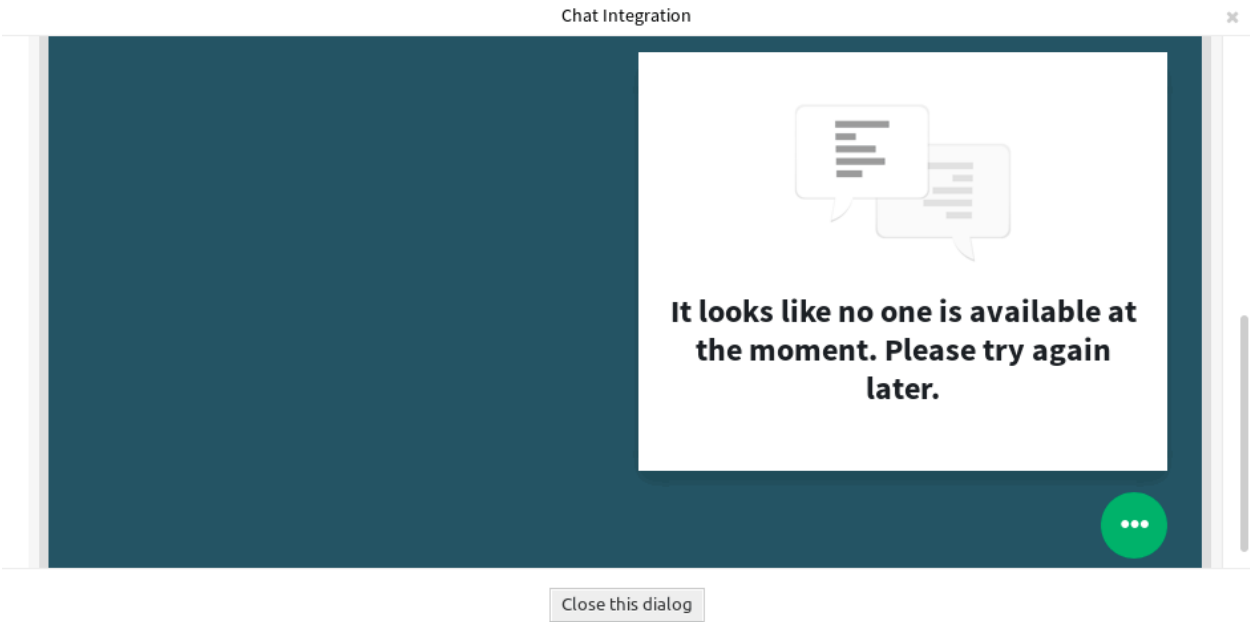 Chat Integration
It looks like no one is available at
the moment. Please try again
later.
Close this dialog